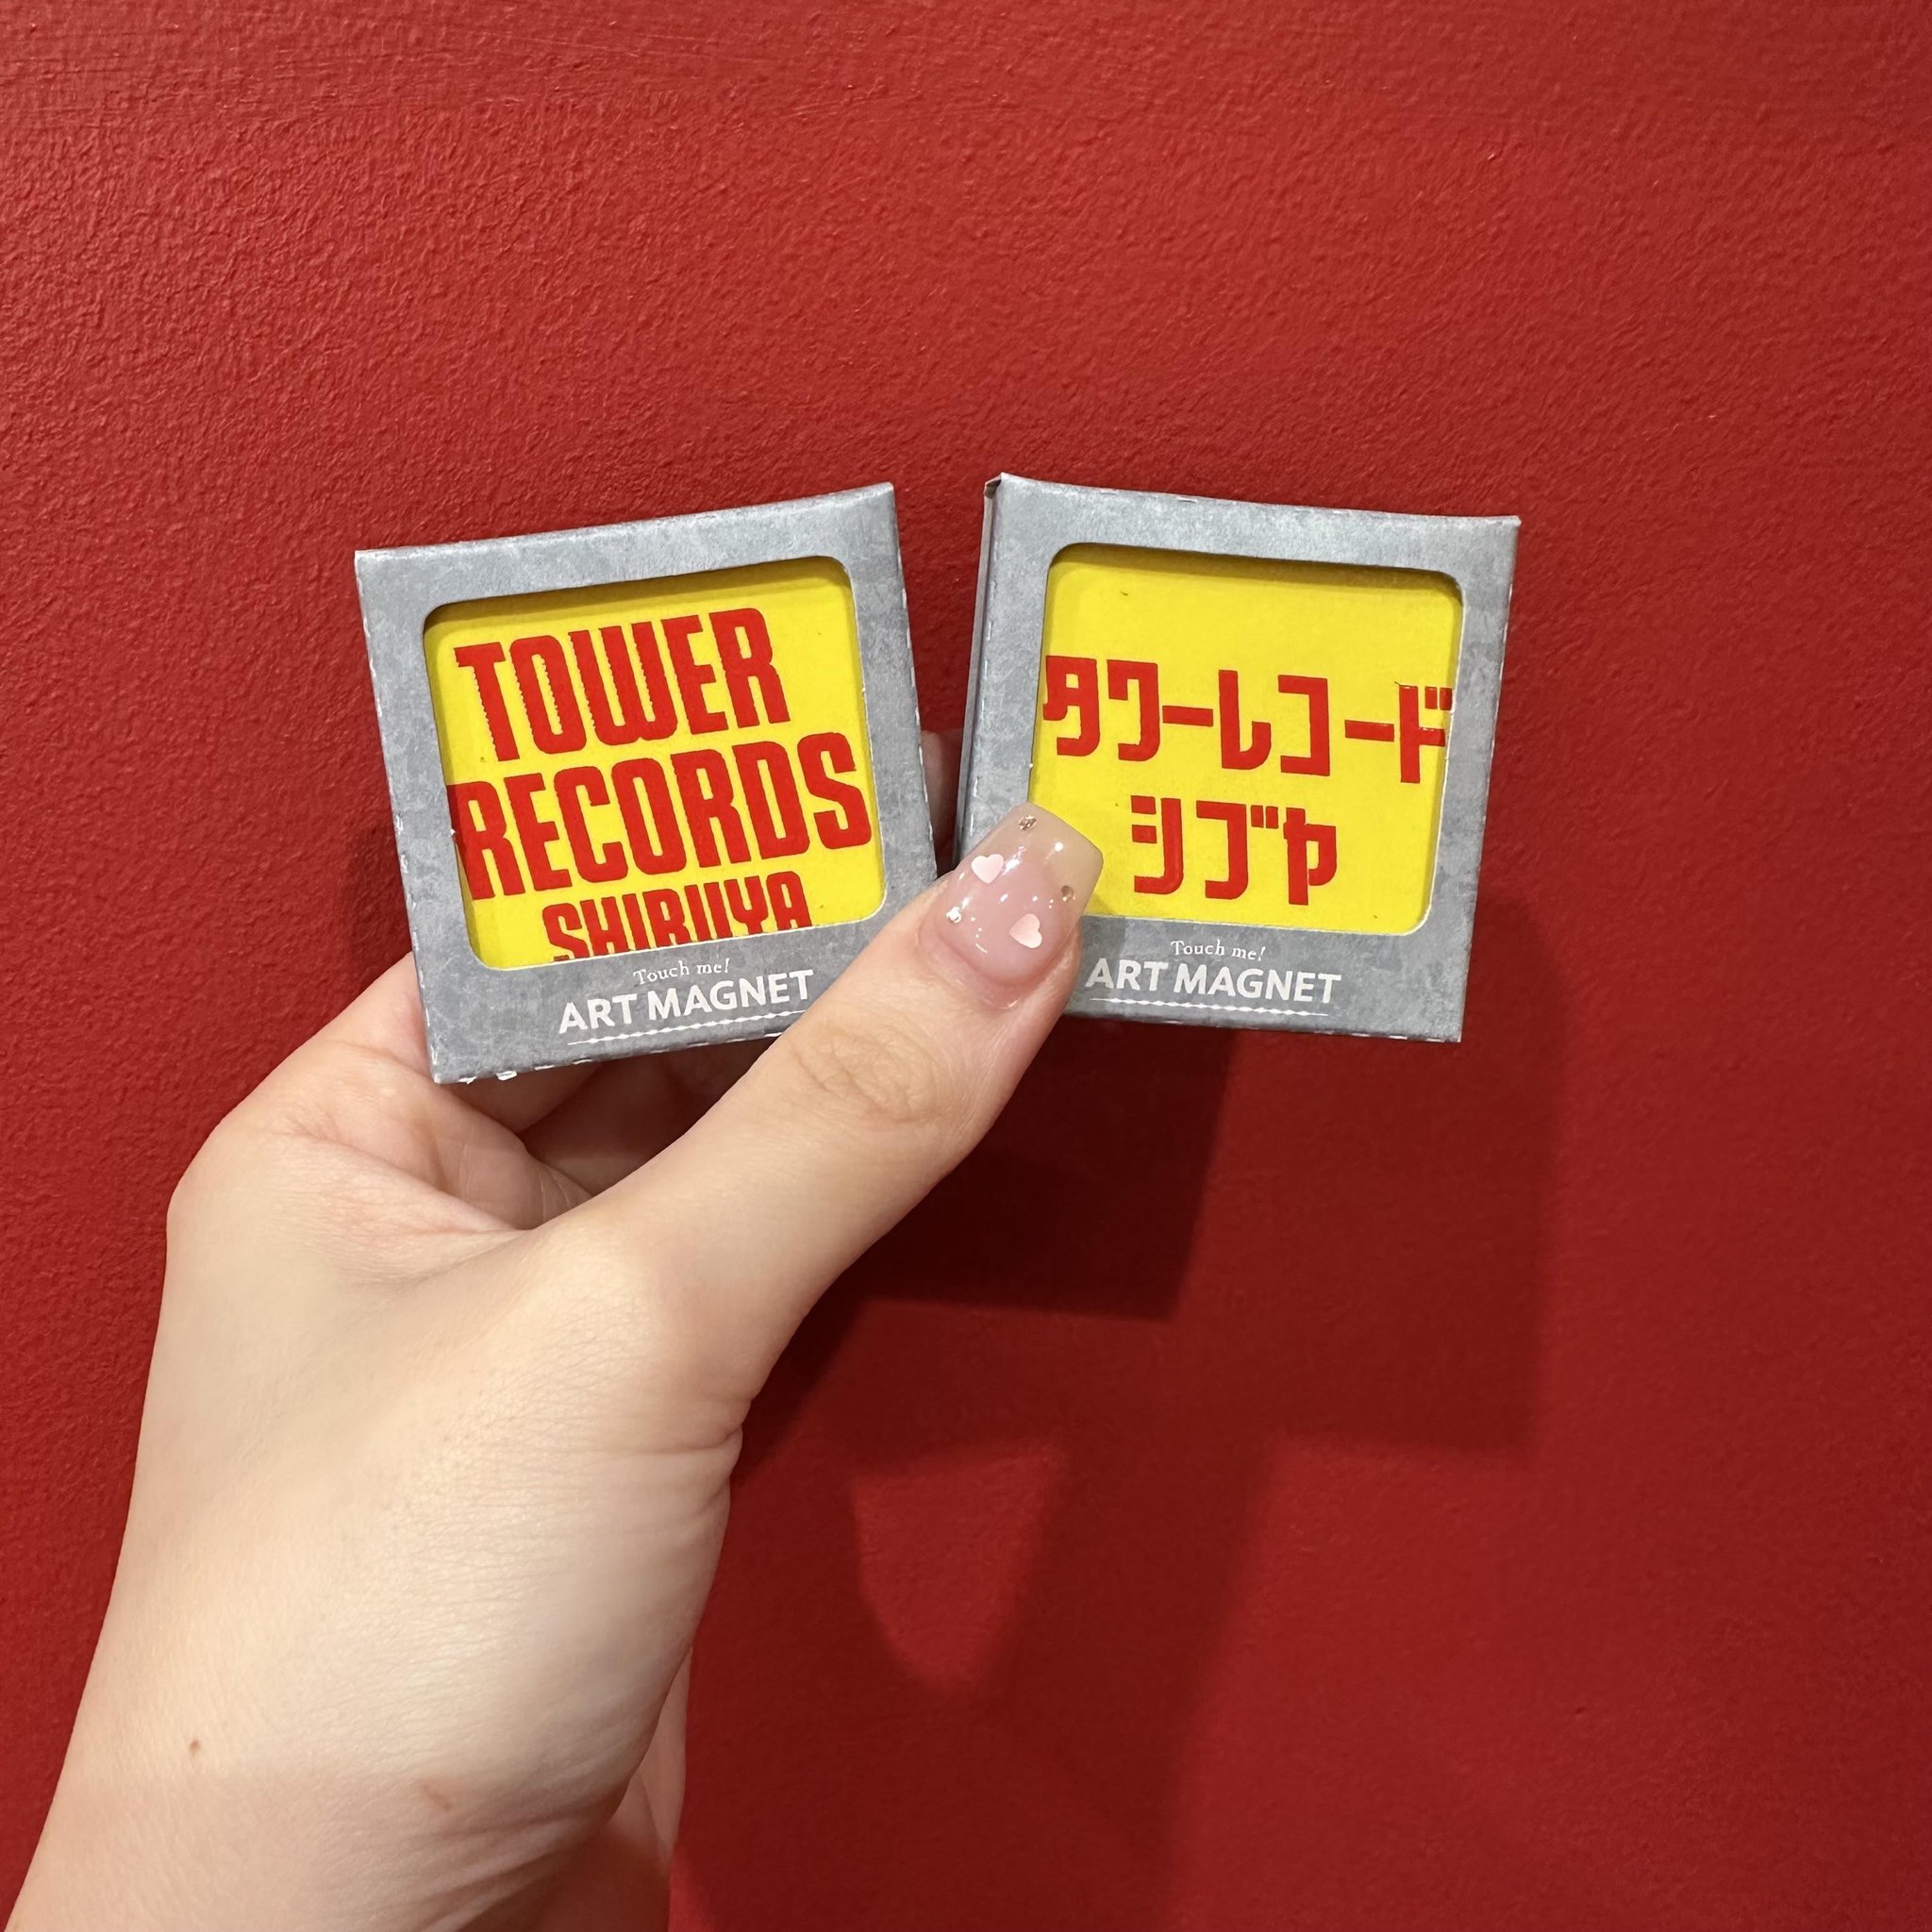 TOWER
RECORDS
SHIBUYA
Touch me!
ART MAGNET
タワーレコード
シブヤ
Touch me!
ART MAGNET